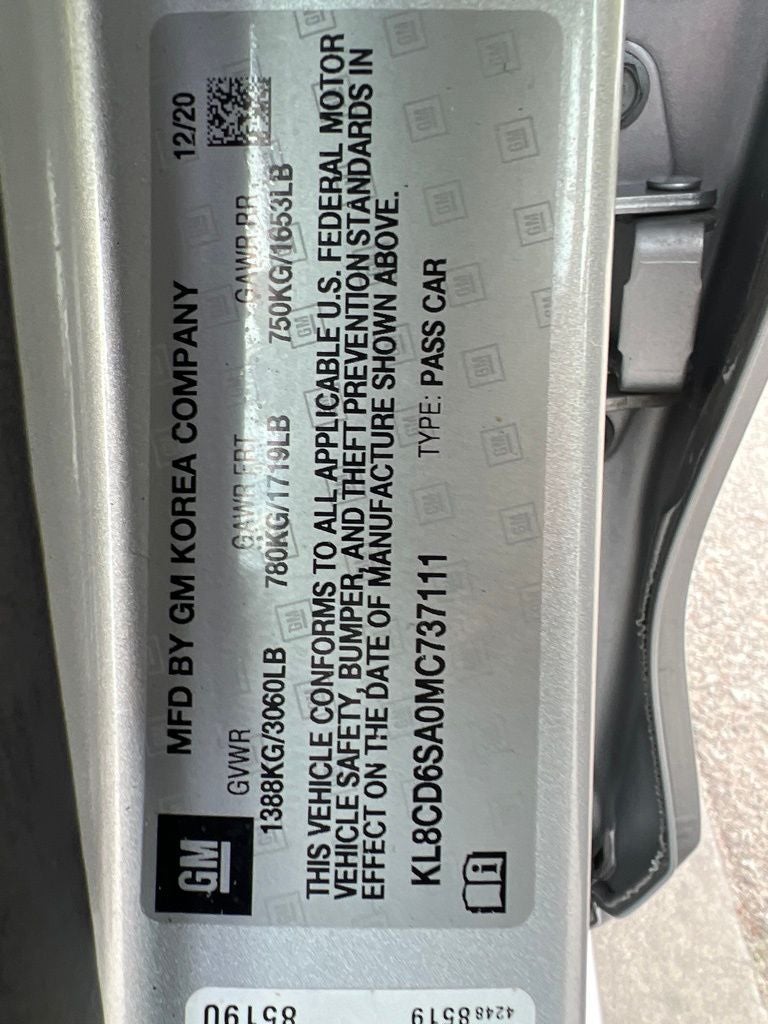 GM
MFD BY GM KOREA COMPANY 12/20
GVWR GAWR FRT GAWR RR
1388KG/3060LB 780KG/1719LB 750KG/1653LB
THIS VEHICLE CONFORMS TO ALL APPLICABLE U.S. FEDERAL MOTOR
VEHICLE SAFETY, BUMPER, AND THEFT PREVENTION STANDARDS IN
EFFECT ON THE DATE OF MANUFACTURE SHOWN ABOVE.
KL8CD6SA0MC737111 TYPE: PASS CAR
42488519